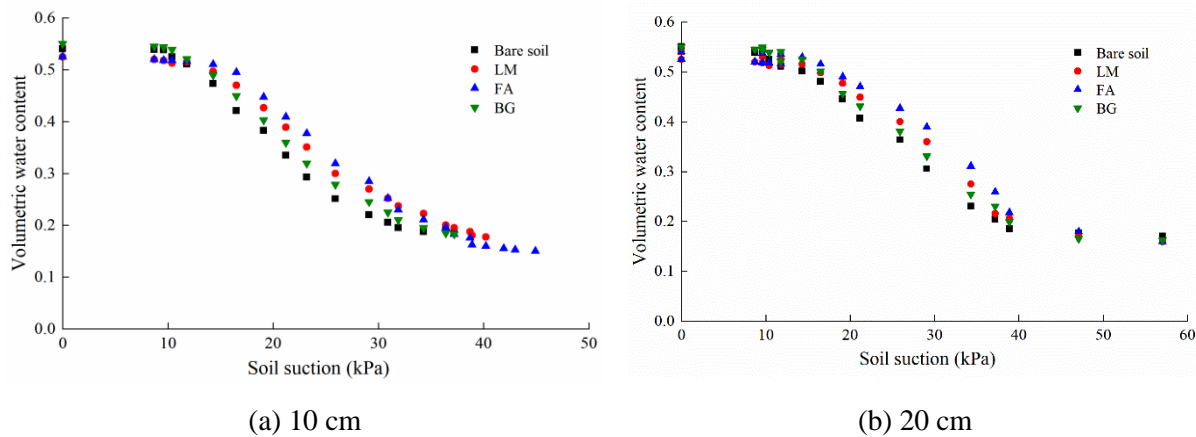 0.6
0.5
0.4
0.3
0.2
0.1
0.0
Volumetric water content
Bare soil
LM
FA
BG
0 10 20 30 40 50
Soil suction (kPa)
(a) 10 cm
0.6
0.5
0.4
0.3
0.2
0.1
0.0
Volumetric water content
Bare soil
LM
FA
BG
0 10 20 30 40 50 60
Soil suction (kPa)
(b) 20 cm